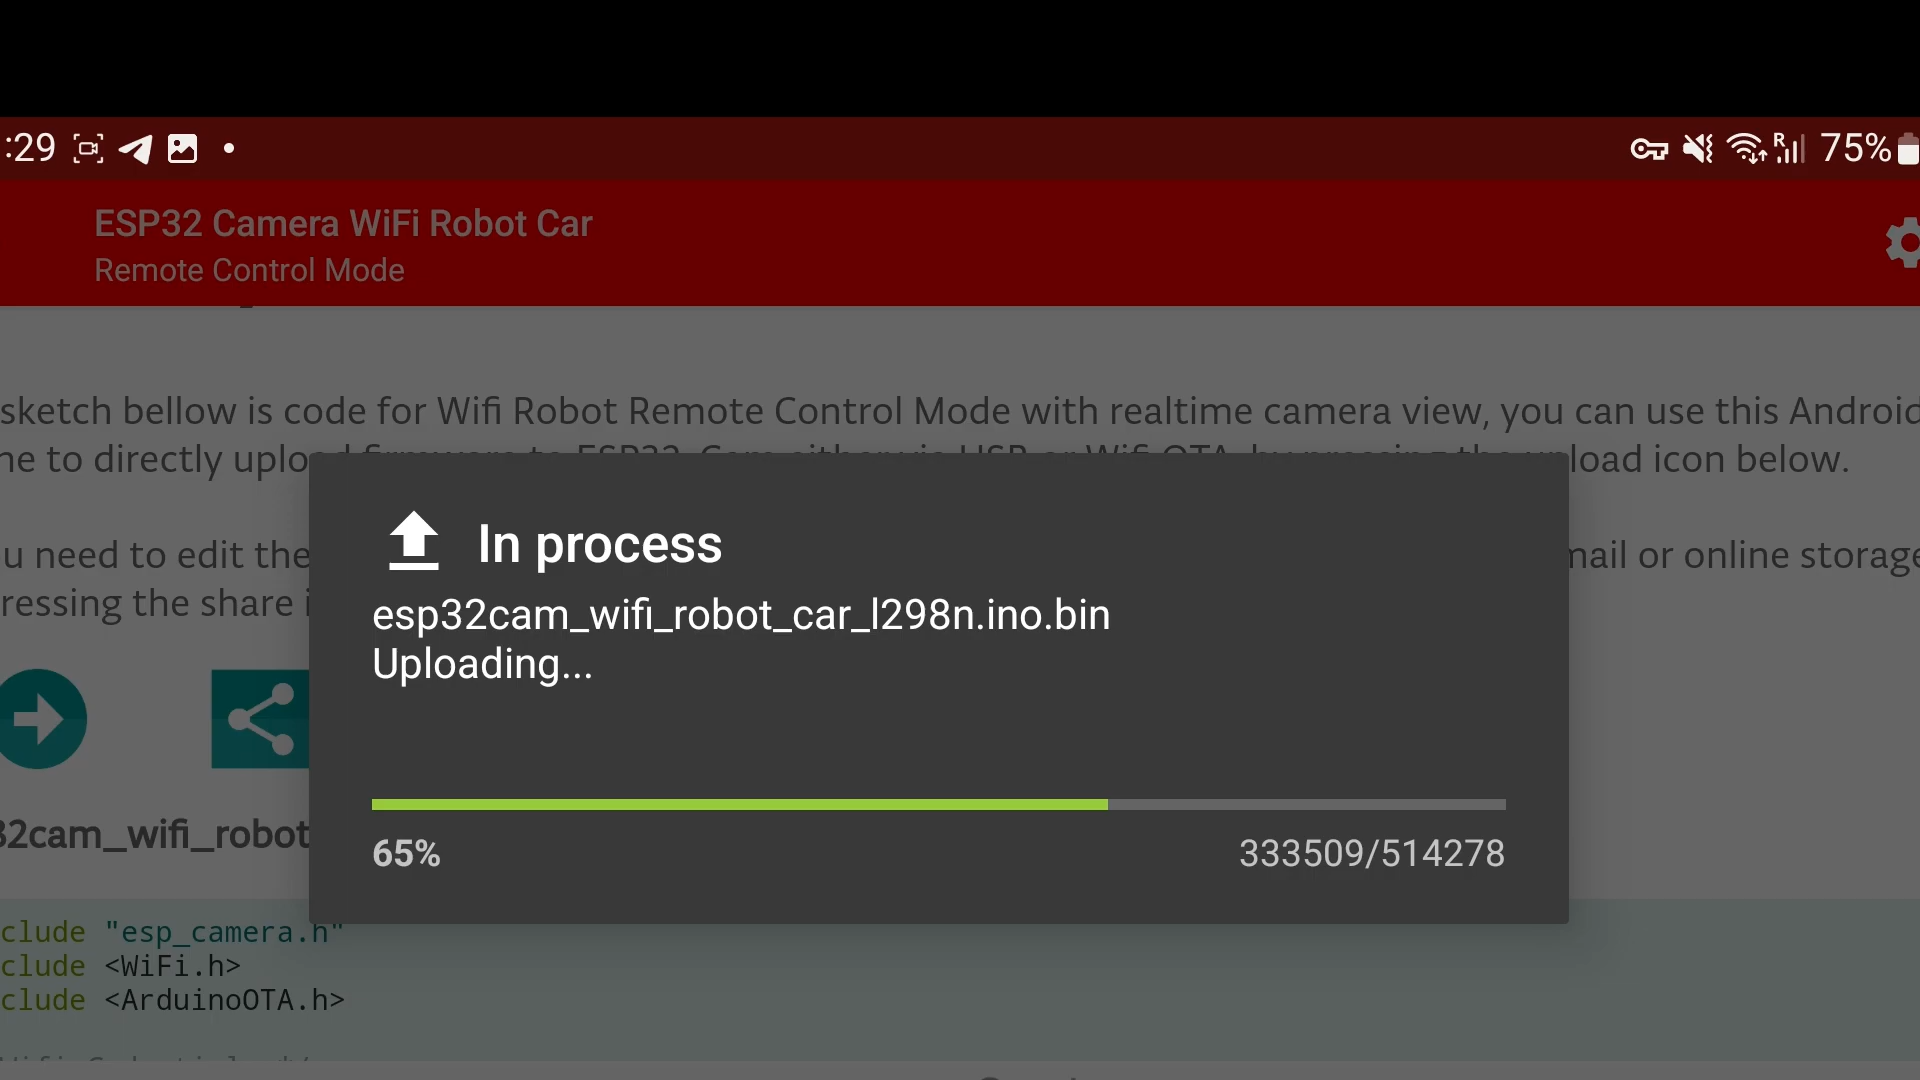 :29 R 75%
ESP32 Camera WiFi Robot Car
Remote Control Mode
sketch bellow is code for Wifi Robot Remote Control Mode with realtime camera view, you can use this Android
ne to directly uplo load icon below.
u need to edit the mail or online storage
ressing the share i
In process
esp32cam_wifi_robot_car_l298n.ino.bin
Uploading...
65% 333509/514278
32cam_wifi_robot
clude "esp_camera.h"
clude <WiFi.h>
clude <ArduinoOTA.h>